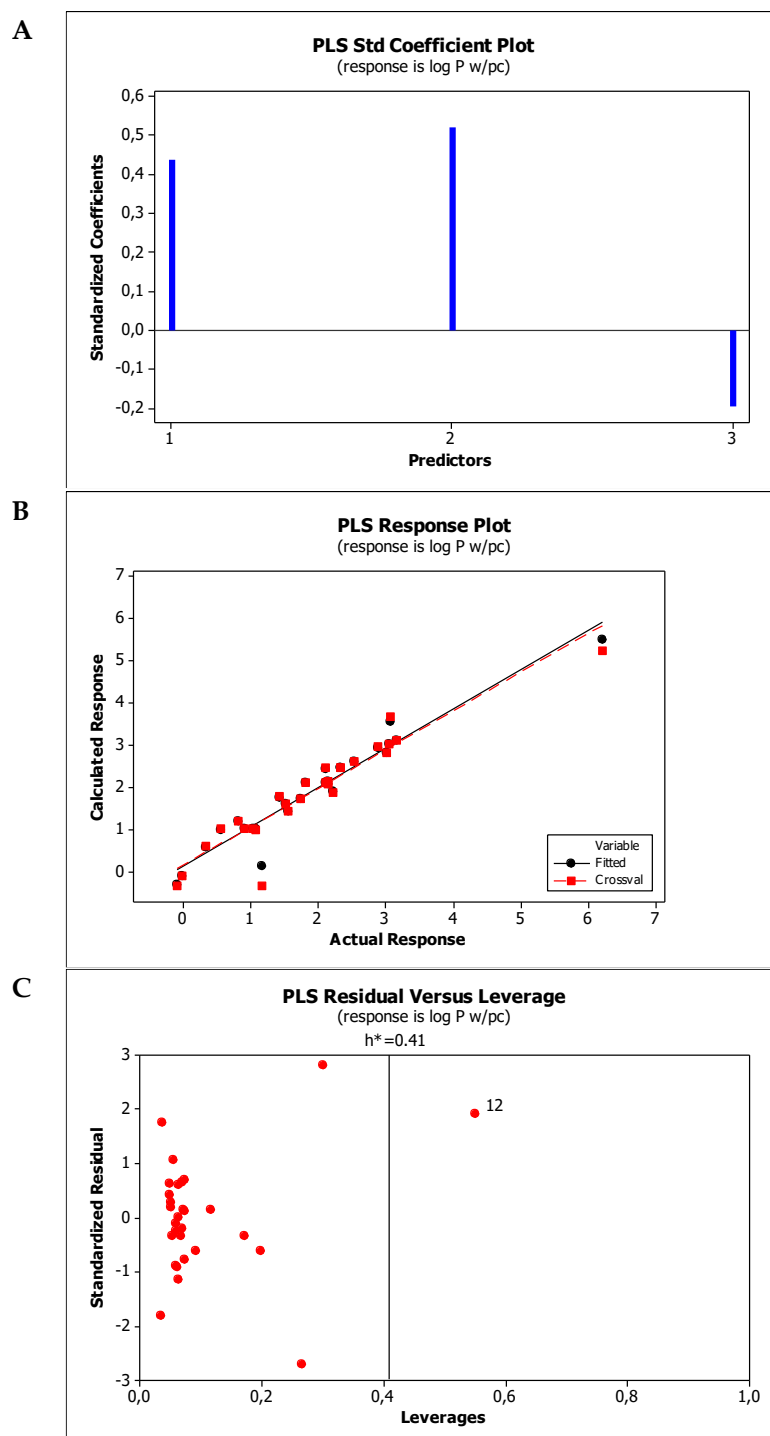 A
PLS Std Coefficient Plot
(response is log P w/pc)
0,6
0,5
0,4
0,3
0,2
0,1
0,0
-0,1
-0,2
Standardized Coefficients
1
2
3
Predictors
B
PLS Response Plot
(response is log P w/pc)
7
6
5
4
3
2
1
0
Calculated Response
Variable
Fitted
Crossval
0
1
2
3
4
5
6
7
Actual Response
C
PLS Residual Versus Leverage
(response is log P w/pc)
h*=0.41
3
2
1
0
-1
-2
-3
Standardized Residual
12
0,0
0,2
0,4
0,6
0,8
1,0
Leverages